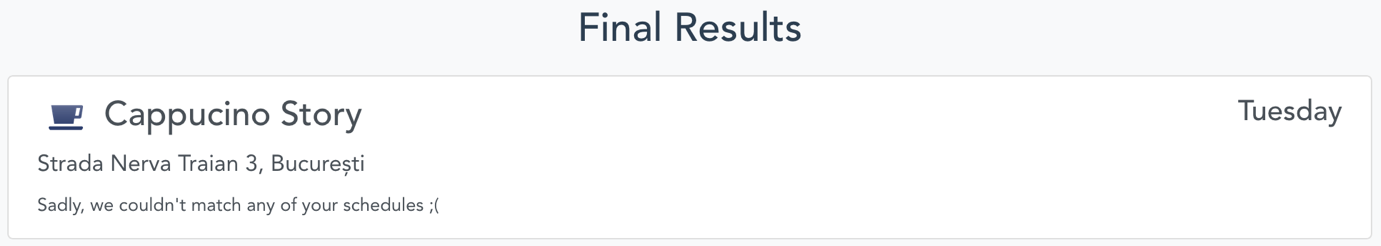 Final Results
Cappucino Story
Tuesday
Strada Nerva Traian 3, București
Sadly, we couldn't match any of your schedules ;(